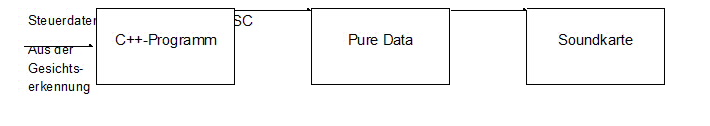 Steuerdaten
SC
C++-Programm
Pure Data
Soundkarte
Aus der
Gesichts-
erkennung